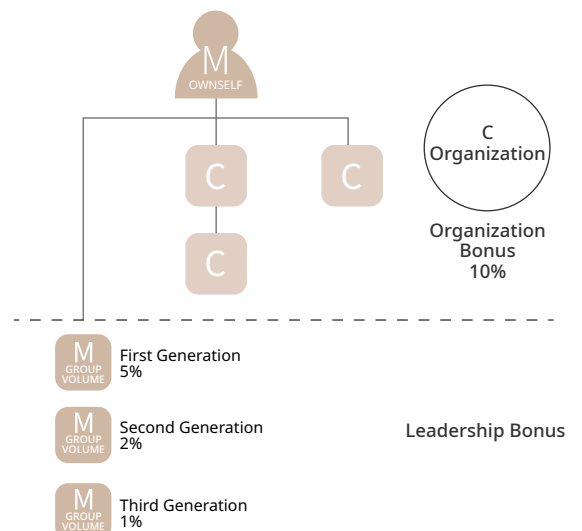 M
OWNSELF
C
C
C
C
Organization
Organization
Bonus
10%
M
GROUP
VOLUME
First Generation
5%
M
GROUP
VOLUME
Second Generation
2%
Leadership Bonus
M
GROUP
VOLUME
Third Generation
1%